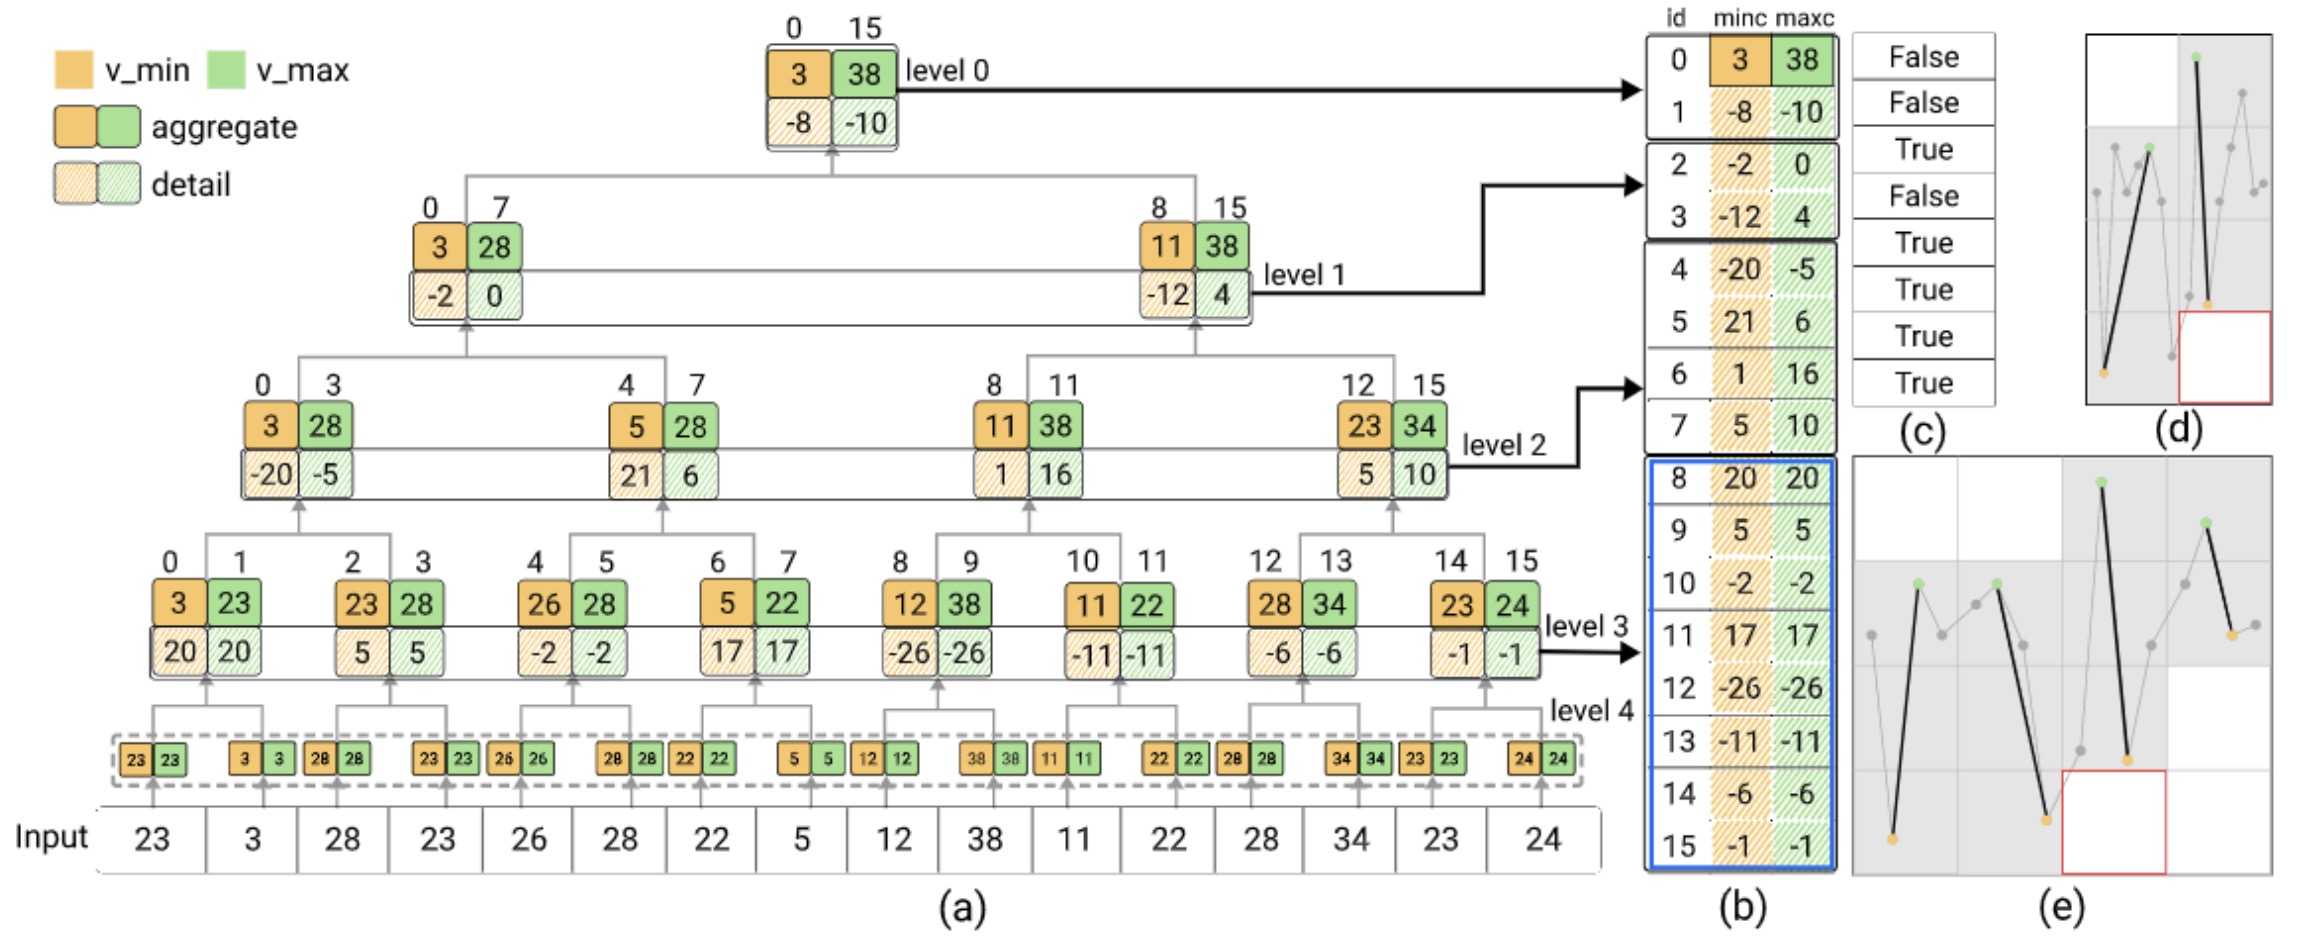 v_min v_max
aggregate
detail
0 15
3 38 level 0
-8 -10
0 7 8 15
3 28 11 38
-2 0 -12 4 level 1
0 3 4 7 8 11 12 15
3 28 5 28 11 38 23 34
-20 -5 21 6 1 16 5 10 level 2
0 1 2 3 4 5 6 7 8 9 10 11 12 13 14 15
3 23 23 28 26 28 5 22 12 38 11 22 28 34 23 24
20 20 5 5 -2 -2 17 17 -26 -26 -11 -11 -6 -6 -1 -1 level 3
level 4
23 23 3 3 28 28 23 23 26 26 28 28 22 22 5 5 12 12 38 38 11 11 22 22 28 28 34 34 23 23 24 24
Input 23 3 28 23 26 28 22 5 12 38 11 22 28 34 23 24
(a)
id minc maxc
0 3 38
1 -8 -10
2 -2 0
3 -12 4
4 -20 -5
5 21 6
6 1 16
7 5 10
8 20 20
9 5 5
10 -2 -2
11 17 17
12 -26 -26
13 -11 -11
14 -6 -6
15 -1 -1
(b)
False
False
True
False
True
True
True
True
(c)
(d)
(e)